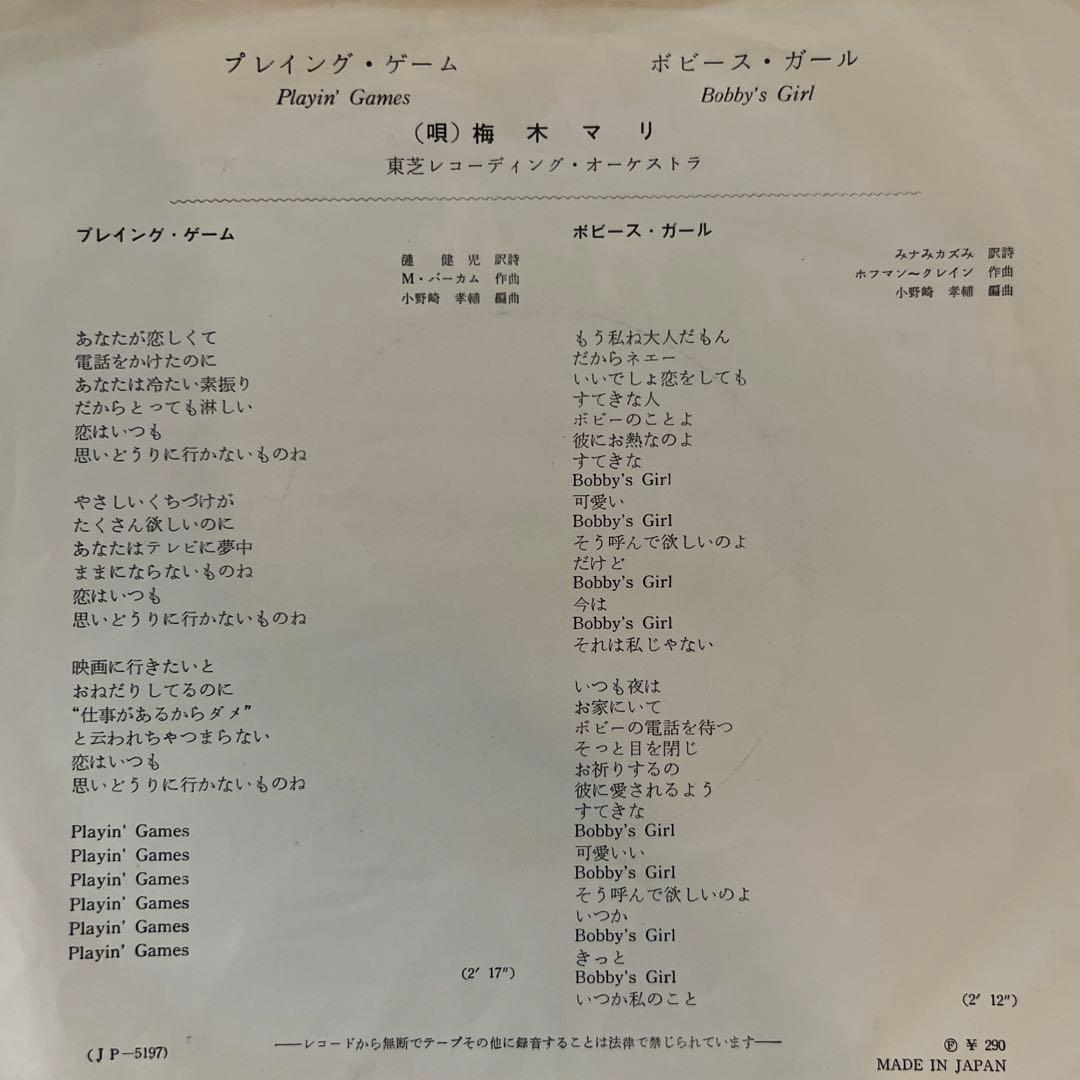 プレイング・ゲーム
Playin' Games
ボビース・ガール
Bobby's Girl
(唄)梅木マリ
東芝レコーディング・オーケストラ
プレイング・ゲーム
漣 健児 訳詩
M・バーカム 作曲
小野崎 孝輔 編曲
あなたが恋しくて
電話をかけたのに
あなたは冷たい素振り
だからとっても淋しい
恋はいつも
思いどうりに行かないものね
やさしいくちづけが
たくさん欲しいのに
あなたはテレビに夢中
ままにならないものね
恋はいつも
思いどうりに行かないものね
映画に行きたいと
おねだりしてるのに
“仕事があるからダメ”
と云われちゃつまらない
恋はいつも
思いどうりに行かないものね
Playin' Games
Playin' Games
Playin' Games
Playin' Games
Playin' Games
Playin' Games
(2′ 17″)
ボビース・ガール
みナみカズみ 訳詩
ホフマン〜クレイン 作曲
小野崎 孝輔 編曲
もう私ね大人だもん
だからネエー
いいでしょ恋をしても
すてきな人
ボビーのことよ
彼にお熱なのよ
すてきな
Bobby's Girl
可愛い
Bobby's Girl
そう呼んで欲しいのよ
だけど
Bobby's Girl
今は
Bobby's Girl
それは私じゃない
いつも夜は
お家にいて
ボビーの電話を待つ
そっと目を閉じ
お祈りするの
彼に愛されるよう
すてきな
Bobby's Girl
可愛いい
Bobby's Girl
そう呼んで欲しいのよ
いつか
Bobby's Girl
きっと
Bobby's Girl
いつか私のこと
(2′ 12″)
(JP—5197)
——レコードから無断でテープその他に録音することは法律で禁じられています——
Ⓟ ¥ 290
MADE IN JAPAN